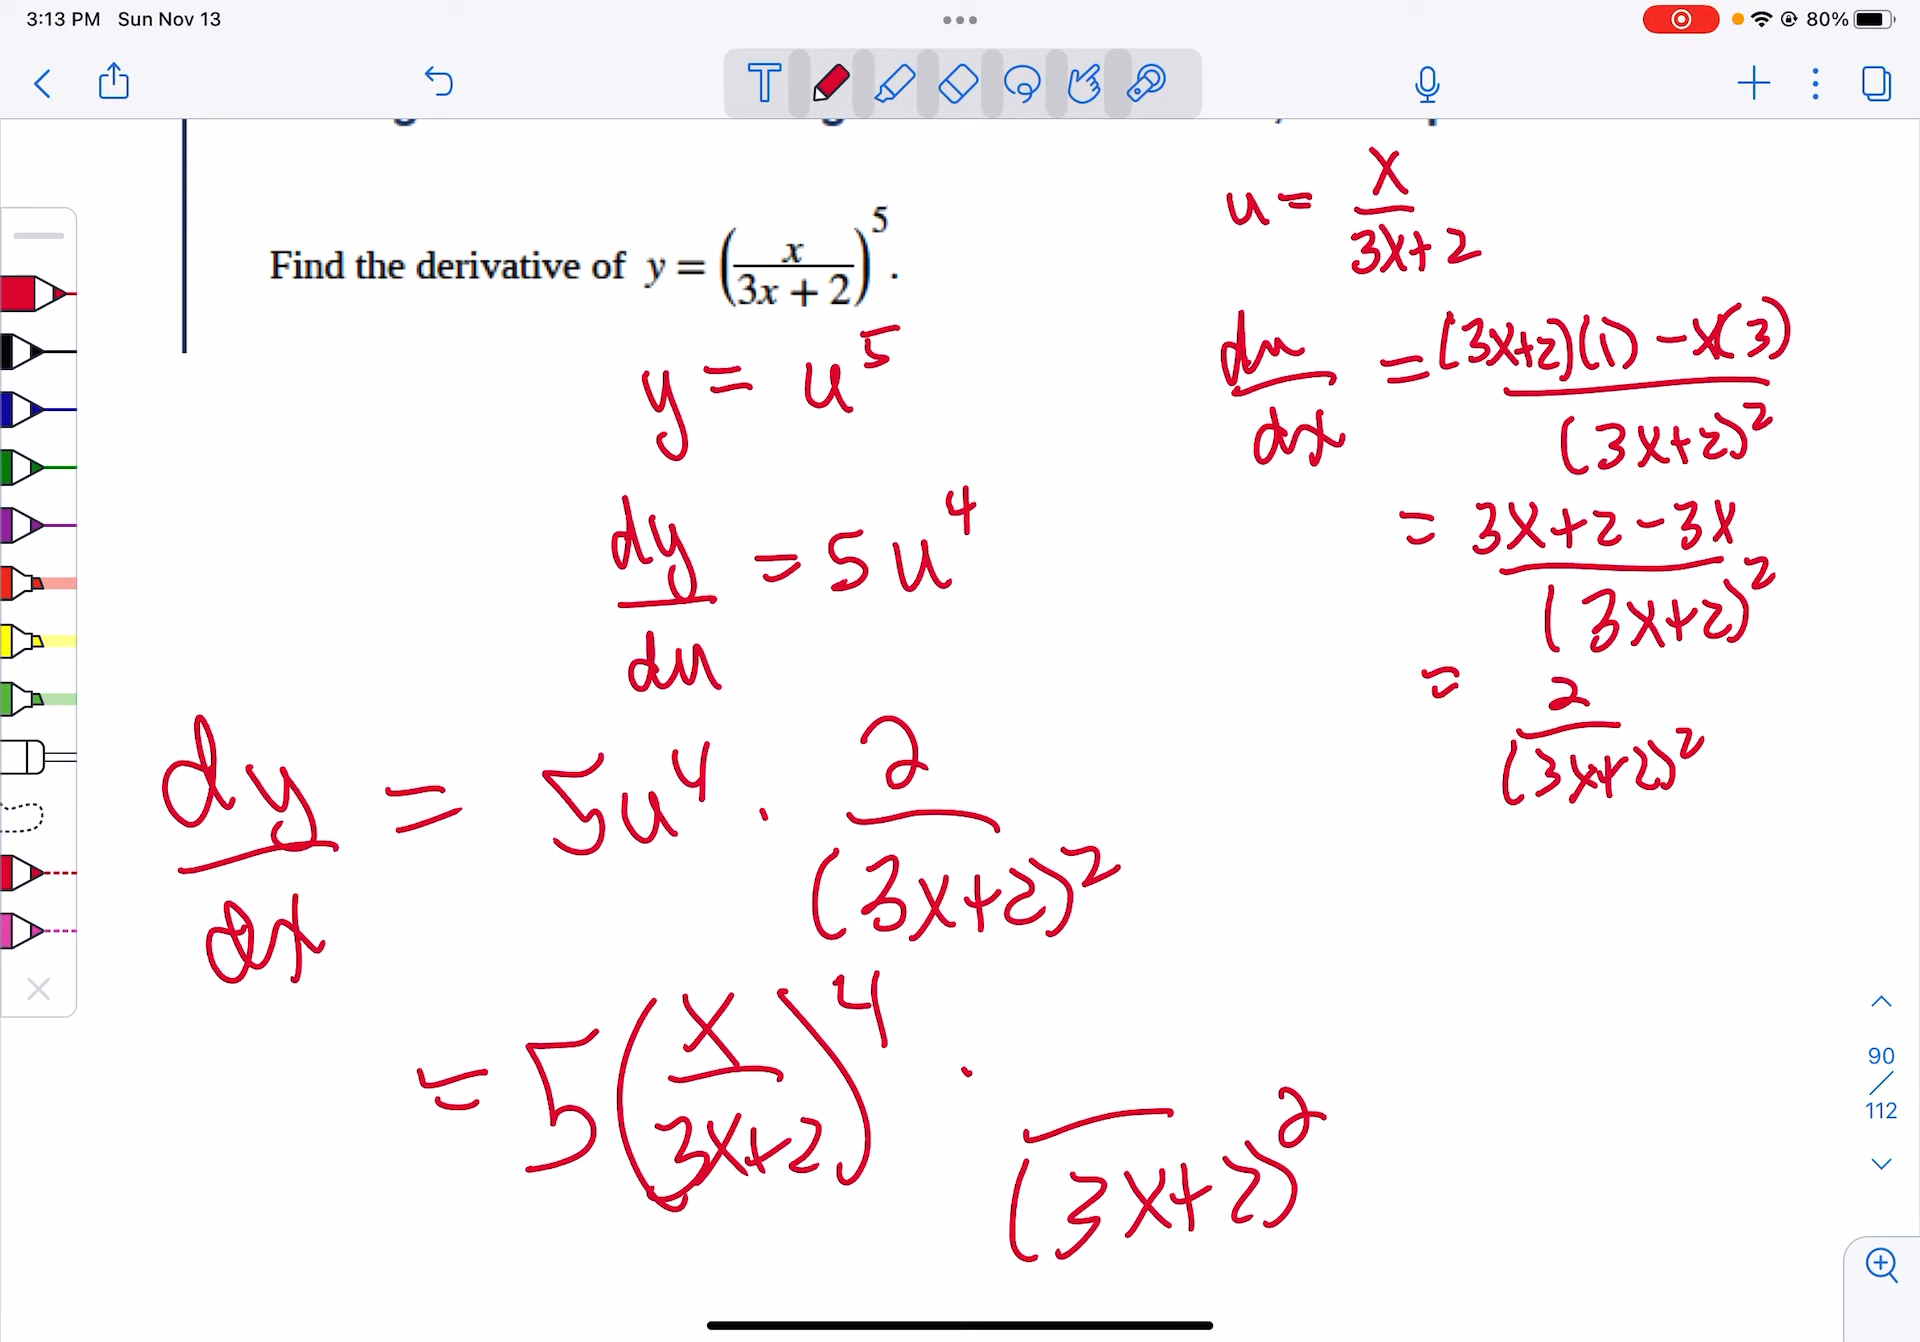 3:13 PM Sun Nov 13
80%
T
Find the derivative of y = (x/(3x + 2))^5.
u = x/(3x+2)
y = u^5
du/dx = ((3x+2)(1) - x(3))/(3x+2)^2
dy/du = 5u^4
= (3x+2-3x)/(3x+2)^2
= 2/(3x+2)^2
dy/dx = 5u^4 · 2/(3x+2)^2
= 5(x/(3x+2))^4 · /(3x+2)^2
90
/
112